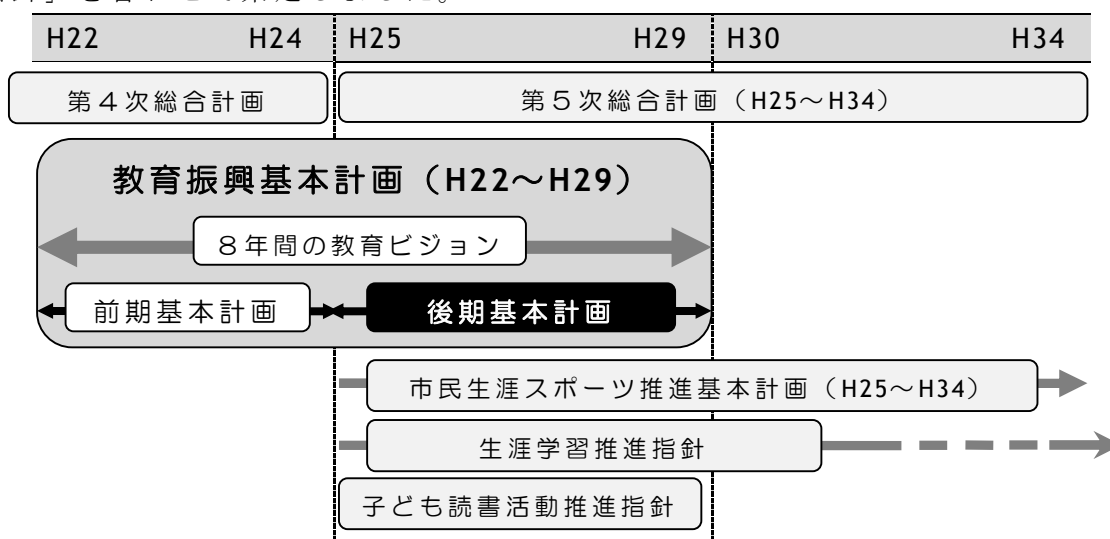 H22 H24 H25 H29 H30 H34
第４次総合計画 第５次総合計画（H25～H34）
教育振興基本計画（H22～H29）
８年間の教育ビジョン
前期基本計画 後期基本計画
市民生涯スポーツ推進基本計画（H25～H34）
生涯学習推進指針
子ども読書活動推進指針